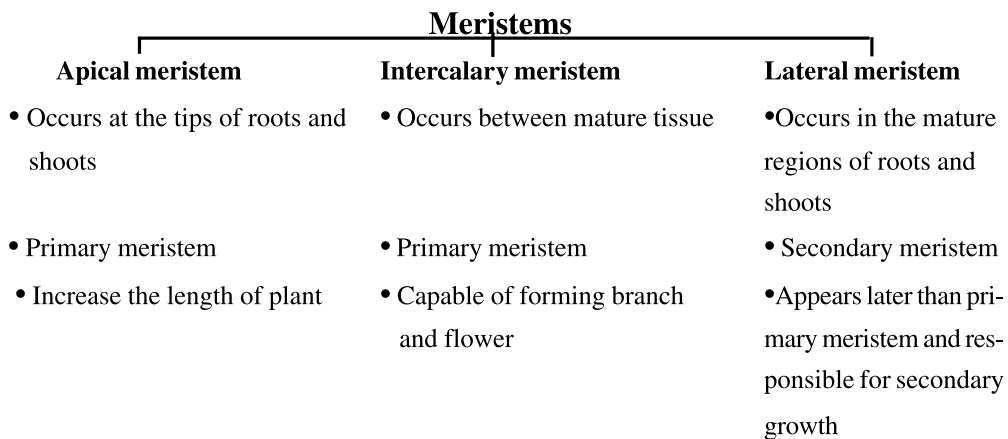 Meristems
Apical meristem
• Occurs at the tips of roots and
shoots
• Primary meristem
• Increase the length of plant
Intercalary meristem
• Occurs between mature tissue
• Primary meristem
• Capable of forming branch
and flower
Lateral meristem
•Occurs in the mature
regions of roots and
shoots
• Secondary meristem
•Appears later than pri-
mary meristem and res-
ponsible for secondary
growth